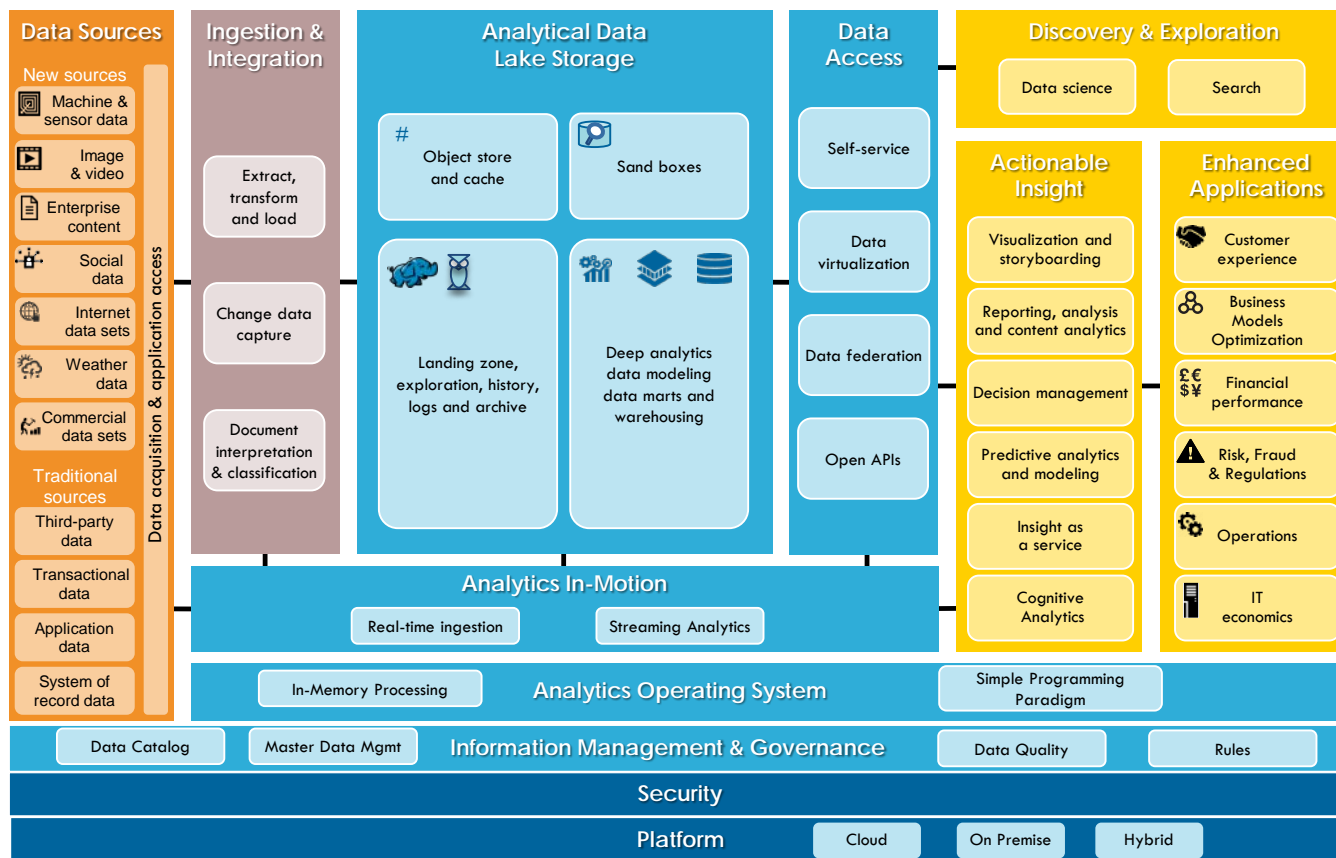 Data Sources
New sources
Machine &
sensor data
Image
& video
Enterprise
content
Social
data
Internet
data sets
Weather
data
Commercial
data sets
Traditional
sources
Third-party
data
Transactional
data
Application
data
System of
record data
Data acquisition & application access
Ingestion &
Integration
Extract,
transform
and load
Change data
capture
Document
interpretation
& classification
Analytical Data
Lake Storage
#
Object store
and cache
Sand boxes
Landing zone,
exploration, history,
logs and archive
Deep analytics
data modeling
data marts and
warehousing
Data
Access
Self-service
Data
virtualization
Data federation
Open APIs
Discovery & Exploration
Data science
Search
Actionable
Insight
Visualization and
storyboarding
Reporting, analysis
and content analytics
Decision management
Predictive analytics
and modeling
Insight as
a service
Cognitive
Analytics
Enhanced
Applications
Customer
experience
Business
Models
Optimization
£€
$¥
Financial
performance
Risk, Fraud
& Regulations
Operations
IT
economics
Analytics In-Motion
Real-time ingestion
Streaming Analytics
In-Memory Processing
Analytics Operating System
Simple Programming
Paradigm
Data Catalog
Master Data Mgmt
Information Management & Governance
Data Quality
Rules
Security
Platform
Cloud
On Premise
Hybrid